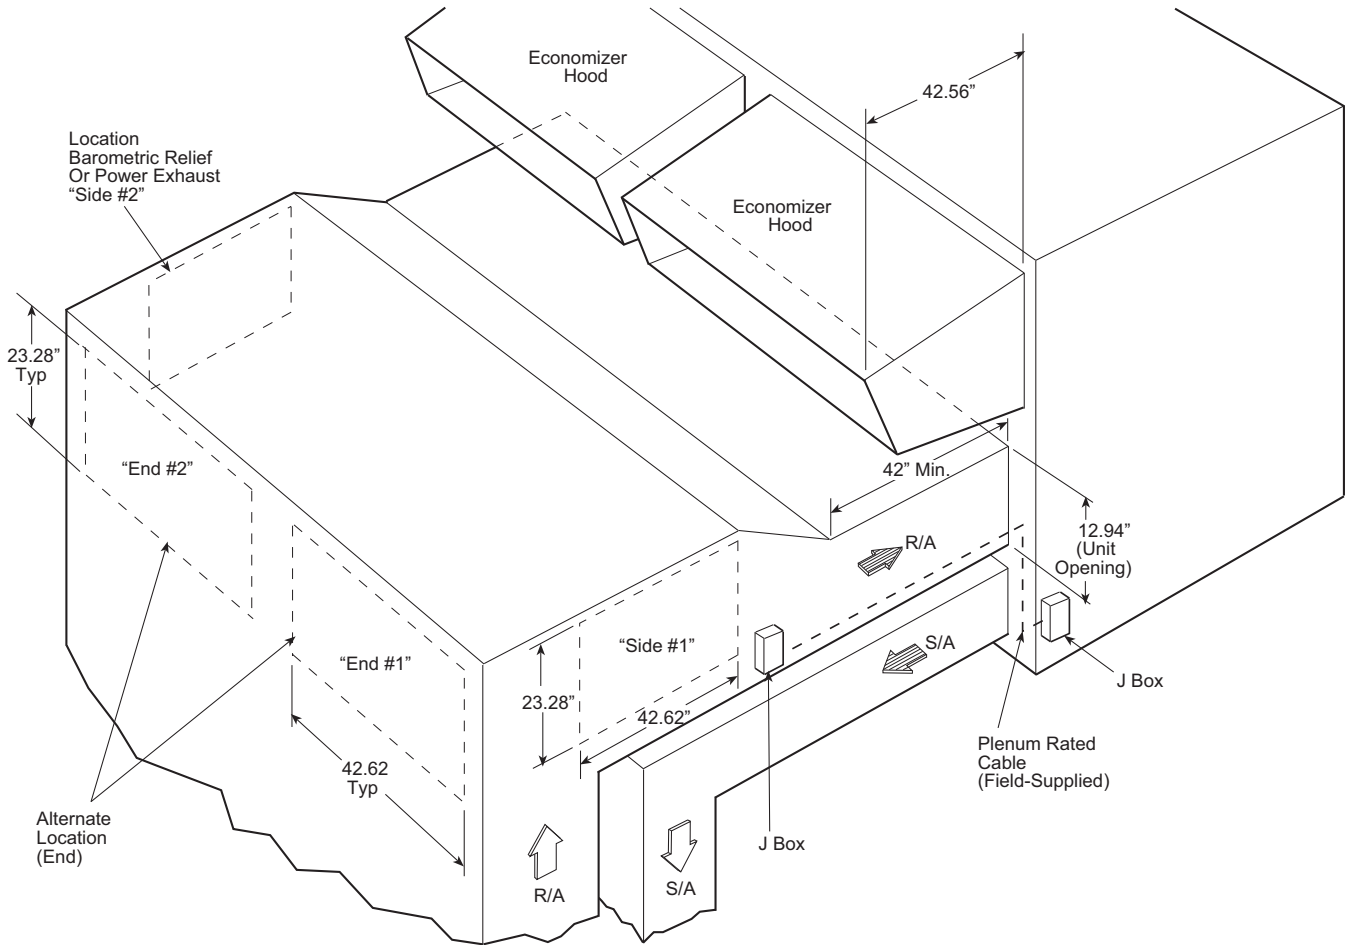 Economizer
Hood
42.56”
Location
Barometric Relief
Or Power Exhaust
“Side #2”
Economizer
Hood
23.28”
Typ
“End #2”
42” Min.
12.94”
(Unit
Opening)
R/A
“End #1”
“Side #1”
S/A
J Box
23.28”
42.62”
42.62
Typ
Plenum Rated
Cable
(Field-Supplied)
Alternate
Location
(End)
J Box
R/A
S/A